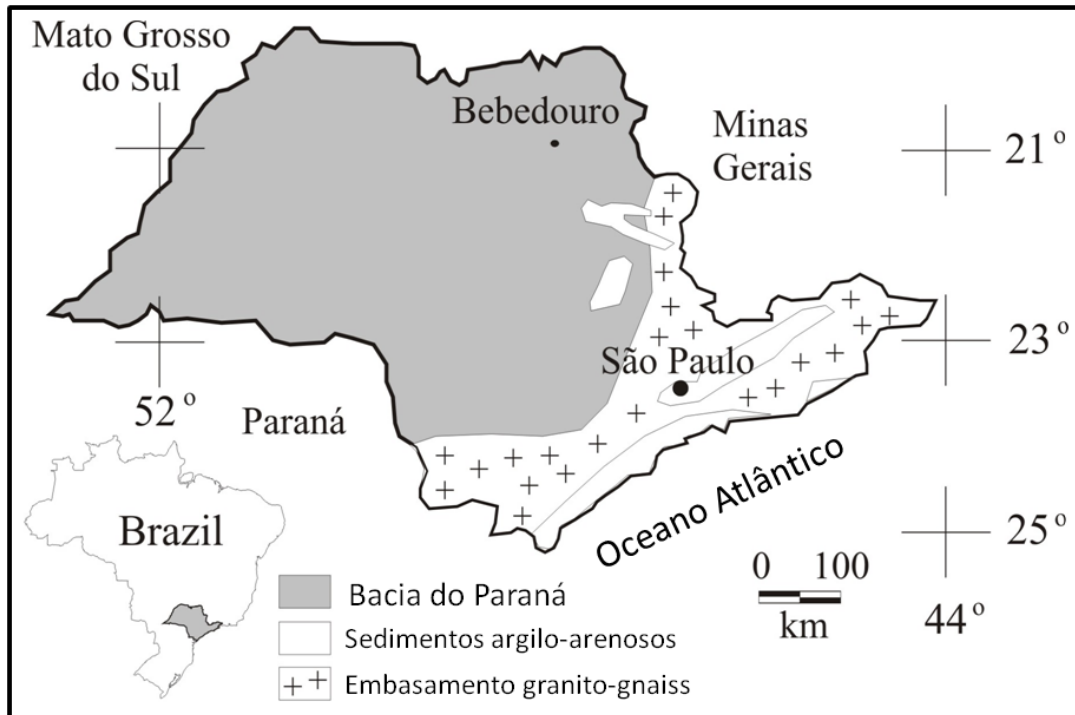 Mato Grosso
do Sul
Bebedouro
Minas
Gerais
21°
São Paulo
23°
52°
Paraná
Oceano Atlântico
Brazil
25°
0 100
km
44°
Bacia do Paraná
Sedimentos argilo-arenosos
Embasamento granito-gnaiss